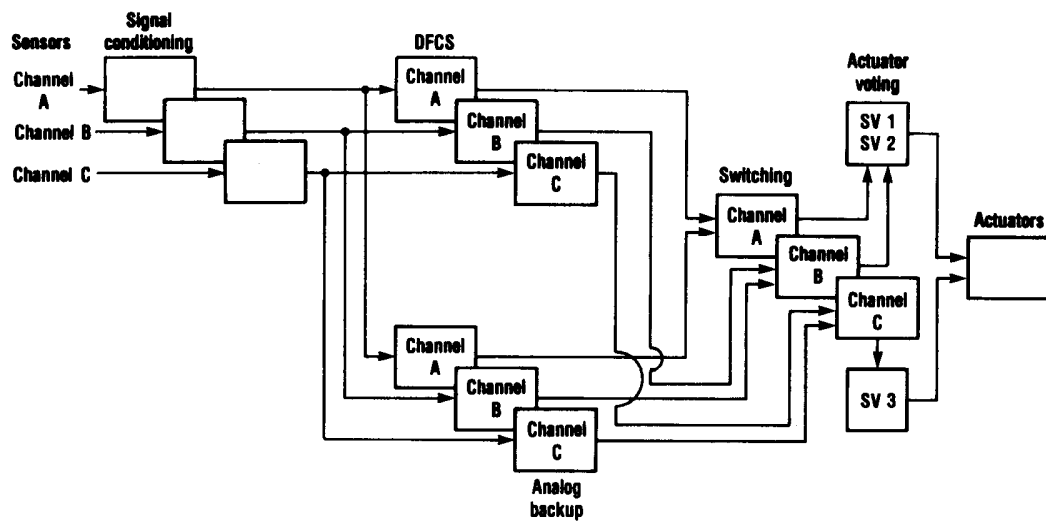 Signal
conditioning
Sensors
Channel
A
Channel B
Channel C
DFCS
Channel
A
Channel
B
Channel
C
Channel
A
Channel
B
Channel
C
Analog
backup
Switching
Channel
A
Channel
B
Channel
C
Actuator
voting
SV 1
SV 2
SV 3
Actuators